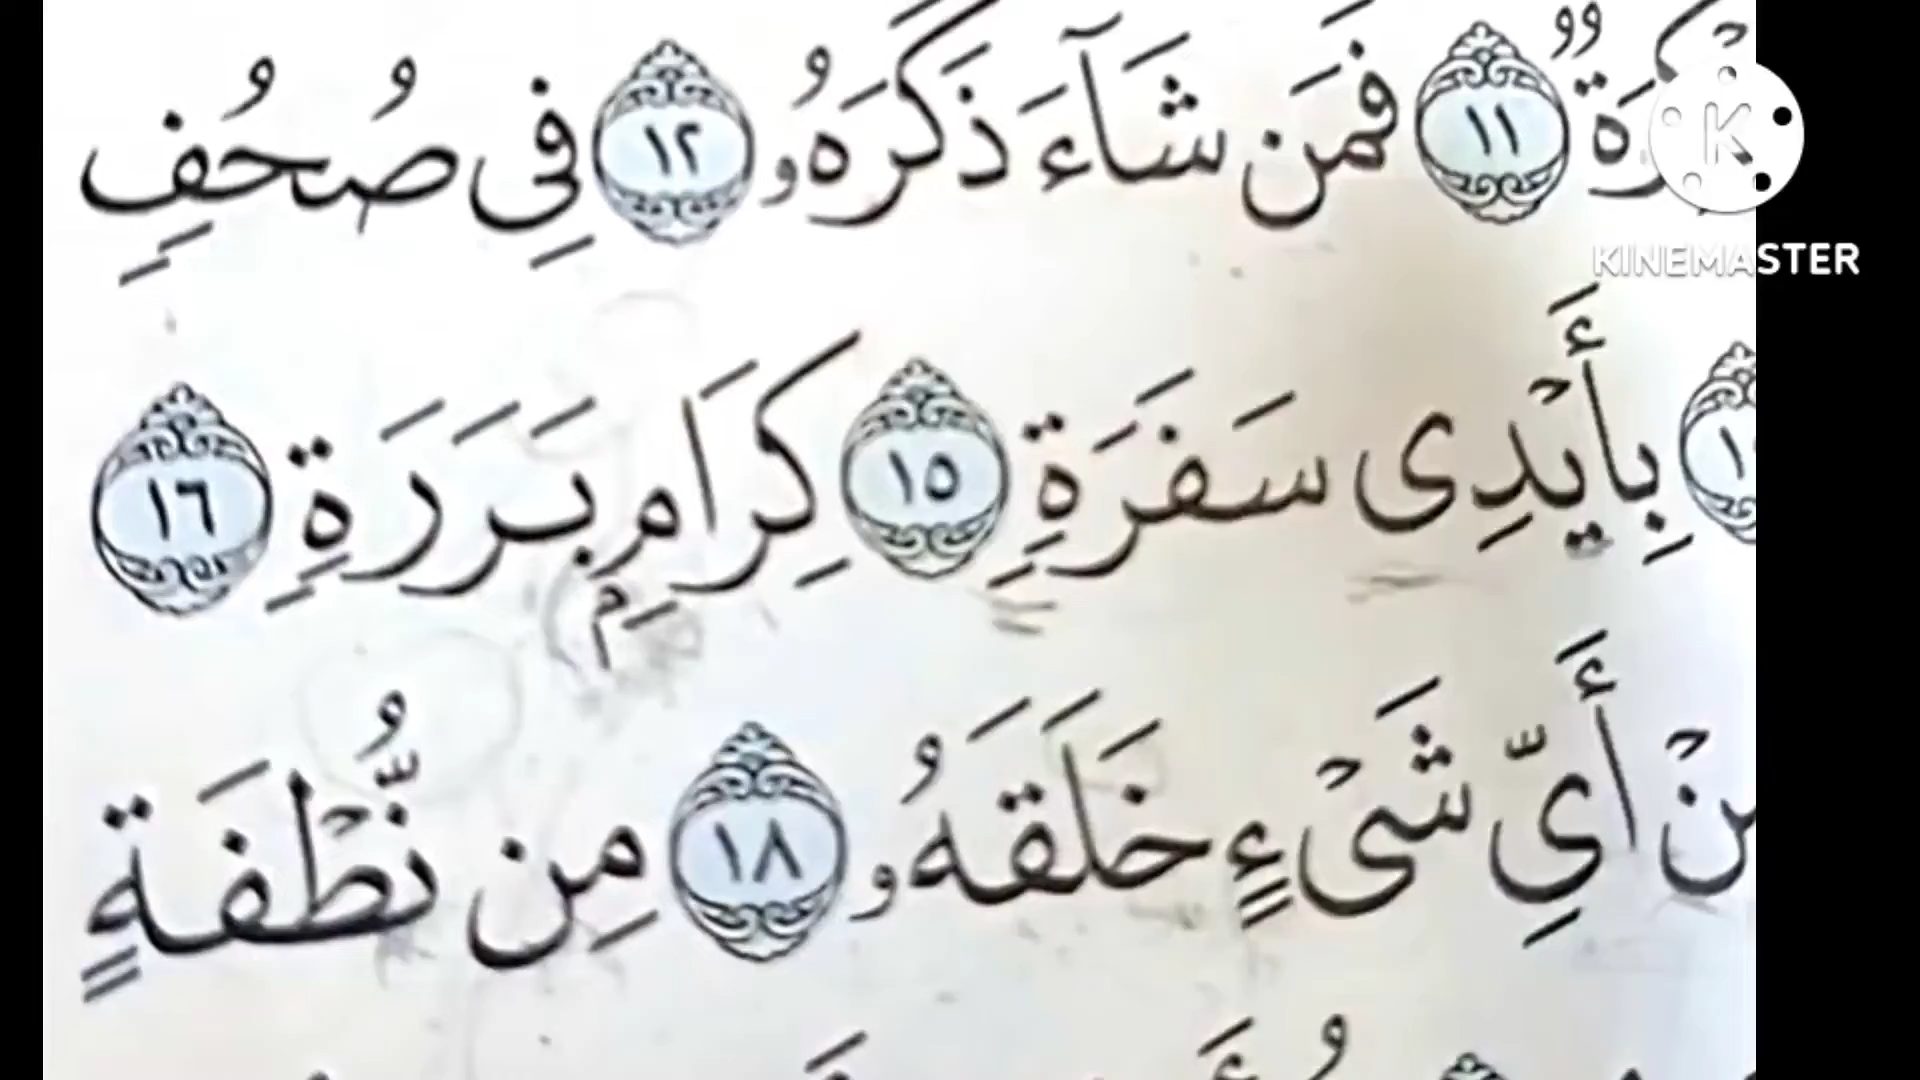 فَمَن شَآءَ ذَكَرَهُۥ ١٢ فِى صُحُفٍ
بِأَيْدِى سَفَرَةٍ ١٥ كِرَامٍۭ بَرَرَةٍ ١٦
أَىِّ شَىْءٍ خَلَقَهُۥ ١٨ مِن نُّطْفَةٍ
KINEMASTER